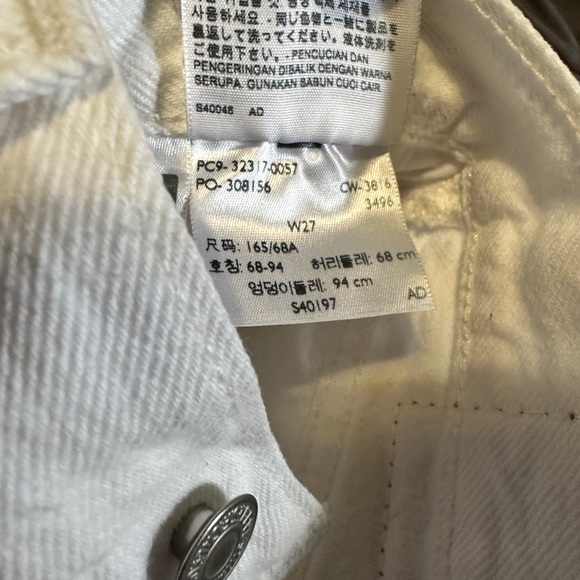 사용하십시오. 同じ色物と一緒に製品を
裏返して洗ってください。液体洗剤を
ご使用ください。PENCUCIAN DAN
PENGERINGAN DIBALIK DENGAN WARNA
SERUPA. GUNAKAN SABUN CUCI CAIR.
S40046 AD
PC9- 32317-0057
PO- 308156 CW-3816
3496
W27
尺码: 165/68A
호칭: 68-94 허리둘레: 68 cm
엉덩이둘레: 94 cm
S40197 AD